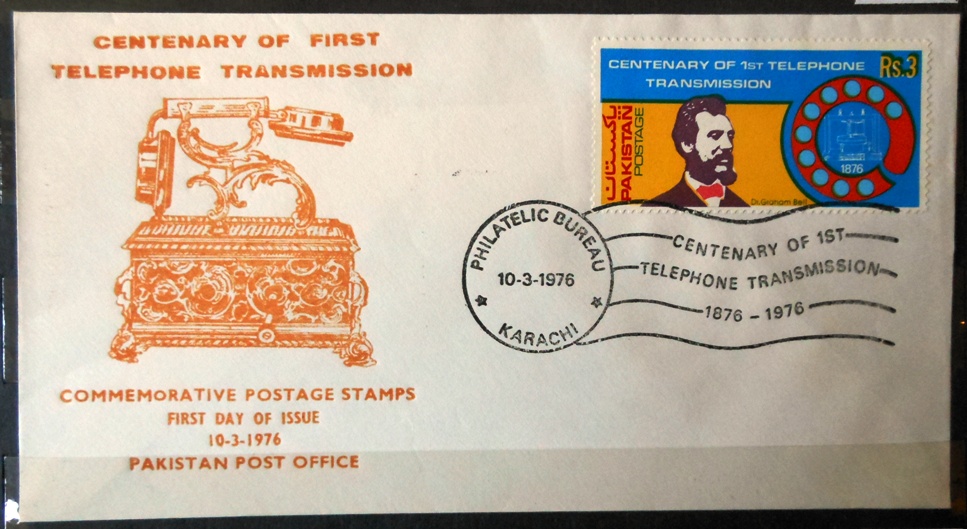 CENTENARY OF FIRST
TELEPHONE TRANSMISSION
COMMEMORATIVE POSTAGE STAMPS
FIRST DAY OF ISSUE
10-3-1976
PAKISTAN POST OFFICE
CENTENARY OF 1ST TELEPHONE
TRANSMISSION
Rs.3
پاکستان
PAKISTAN
POSTAGE
1876
Dr. Graham Bell
PHILATELIC BUREAU
10-3-1976
KARACHI
CENTENARY OF 1ST
TELEPHONE TRANSMISSION
1876 - 1976